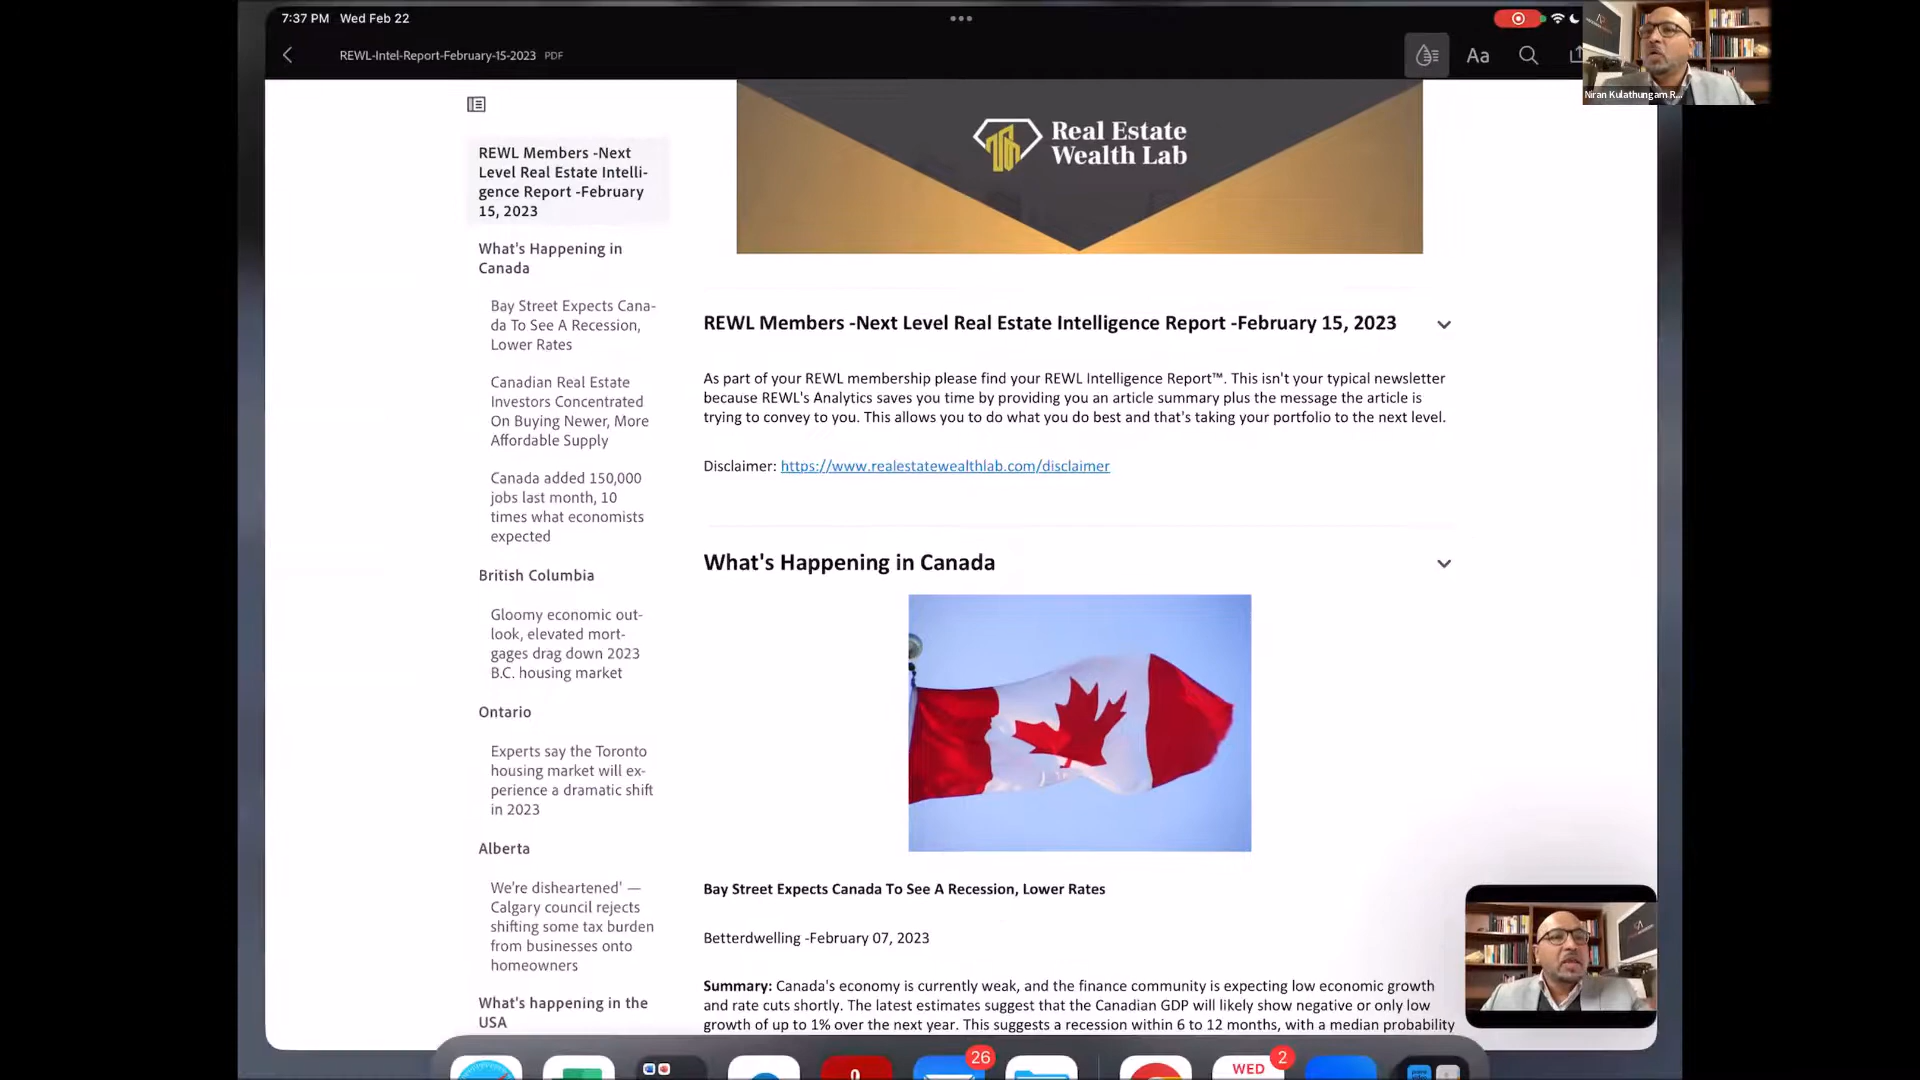 7:37 PM Wed Feb 22
REWL-Intel-Report-February-15-2023 PDF
Aa
Niran Kulathungam R...
REWL Members -Next
Level Real Estate Intelli-
gence Report -February
15, 2023
What's Happening in
Canada
Bay Street Expects Cana-
da To See A Recession,
Lower Rates
Canadian Real Estate
Investors Concentrated
On Buying Newer, More
Affordable Supply
Canada added 150,000
jobs last month, 10
times what economists
expected
British Columbia
Gloomy economic out-
look, elevated mort-
gages drag down 2023
B.C. housing market
Ontario
Experts say the Toronto
housing market will ex-
perience a dramatic shift
in 2023
Alberta
We're disheartened' —
Calgary council rejects
shifting some tax burden
from businesses onto
homeowners
What's happening in the
USA
Real Estate
Wealth Lab
REWL Members -Next Level Real Estate Intelligence Report -February 15, 2023
As part of your REWL membership please find your REWL Intelligence Report™. This isn't your typical newsletter
because REWL's Analytics saves you time by providing you an article summary plus the message the article is
trying to convey to you. This allows you to do what you do best and that's taking your portfolio to the next level.
Disclaimer: https://www.realestatewealthlab.com/disclaimer
What's Happening in Canada
Bay Street Expects Canada To See A Recession, Lower Rates
Betterdwelling -February 07, 2023
Summary: Canada's economy is currently weak, and the finance community is expecting low economic growth
and rate cuts shortly. The latest estimates suggest that the Canadian GDP will likely show negative or only low
growth of up to 1% over the next year. This suggests a recession within 6 to 12 months, with a median probability
26
WED
2